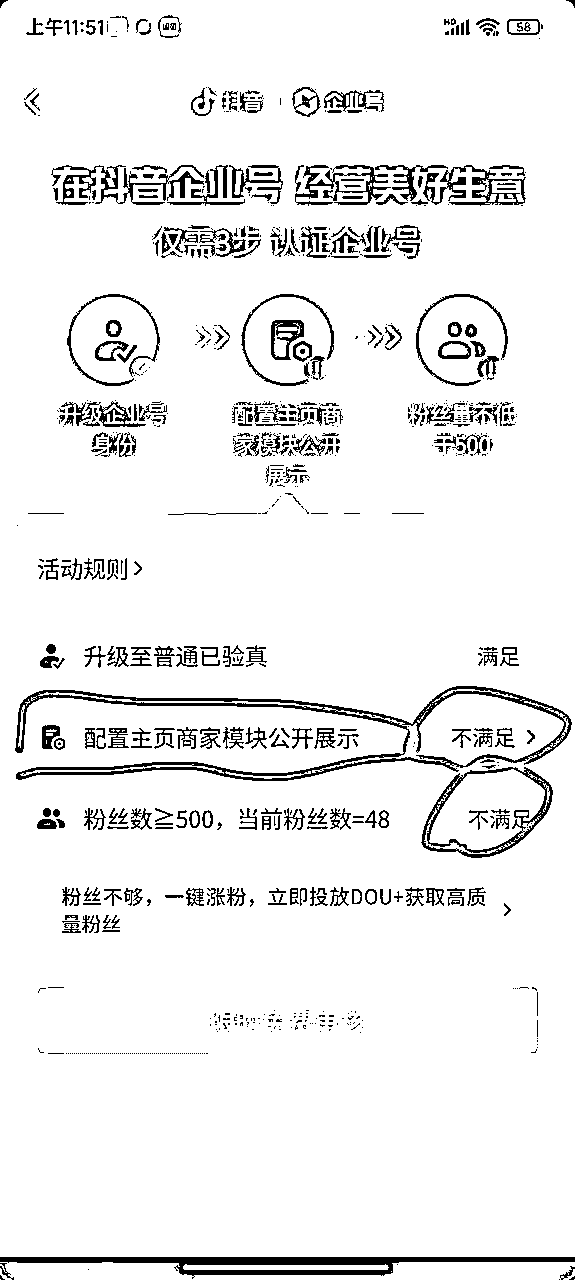 上午11:51
HD
58
抖音
企业号
在抖音企业号 经营美好生意
仅需3步 认证企业号
升级企业号
身份
配置主页商
家模块公开
展示
粉丝量不低
于500
活动规则
升级至普通已验真 满足
配置主页商家模块公开展示 不满足
粉丝数≧500，当前粉丝数=48 不满足
粉丝不够，一键涨粉，立即投放DOU+获取高质
量粉丝